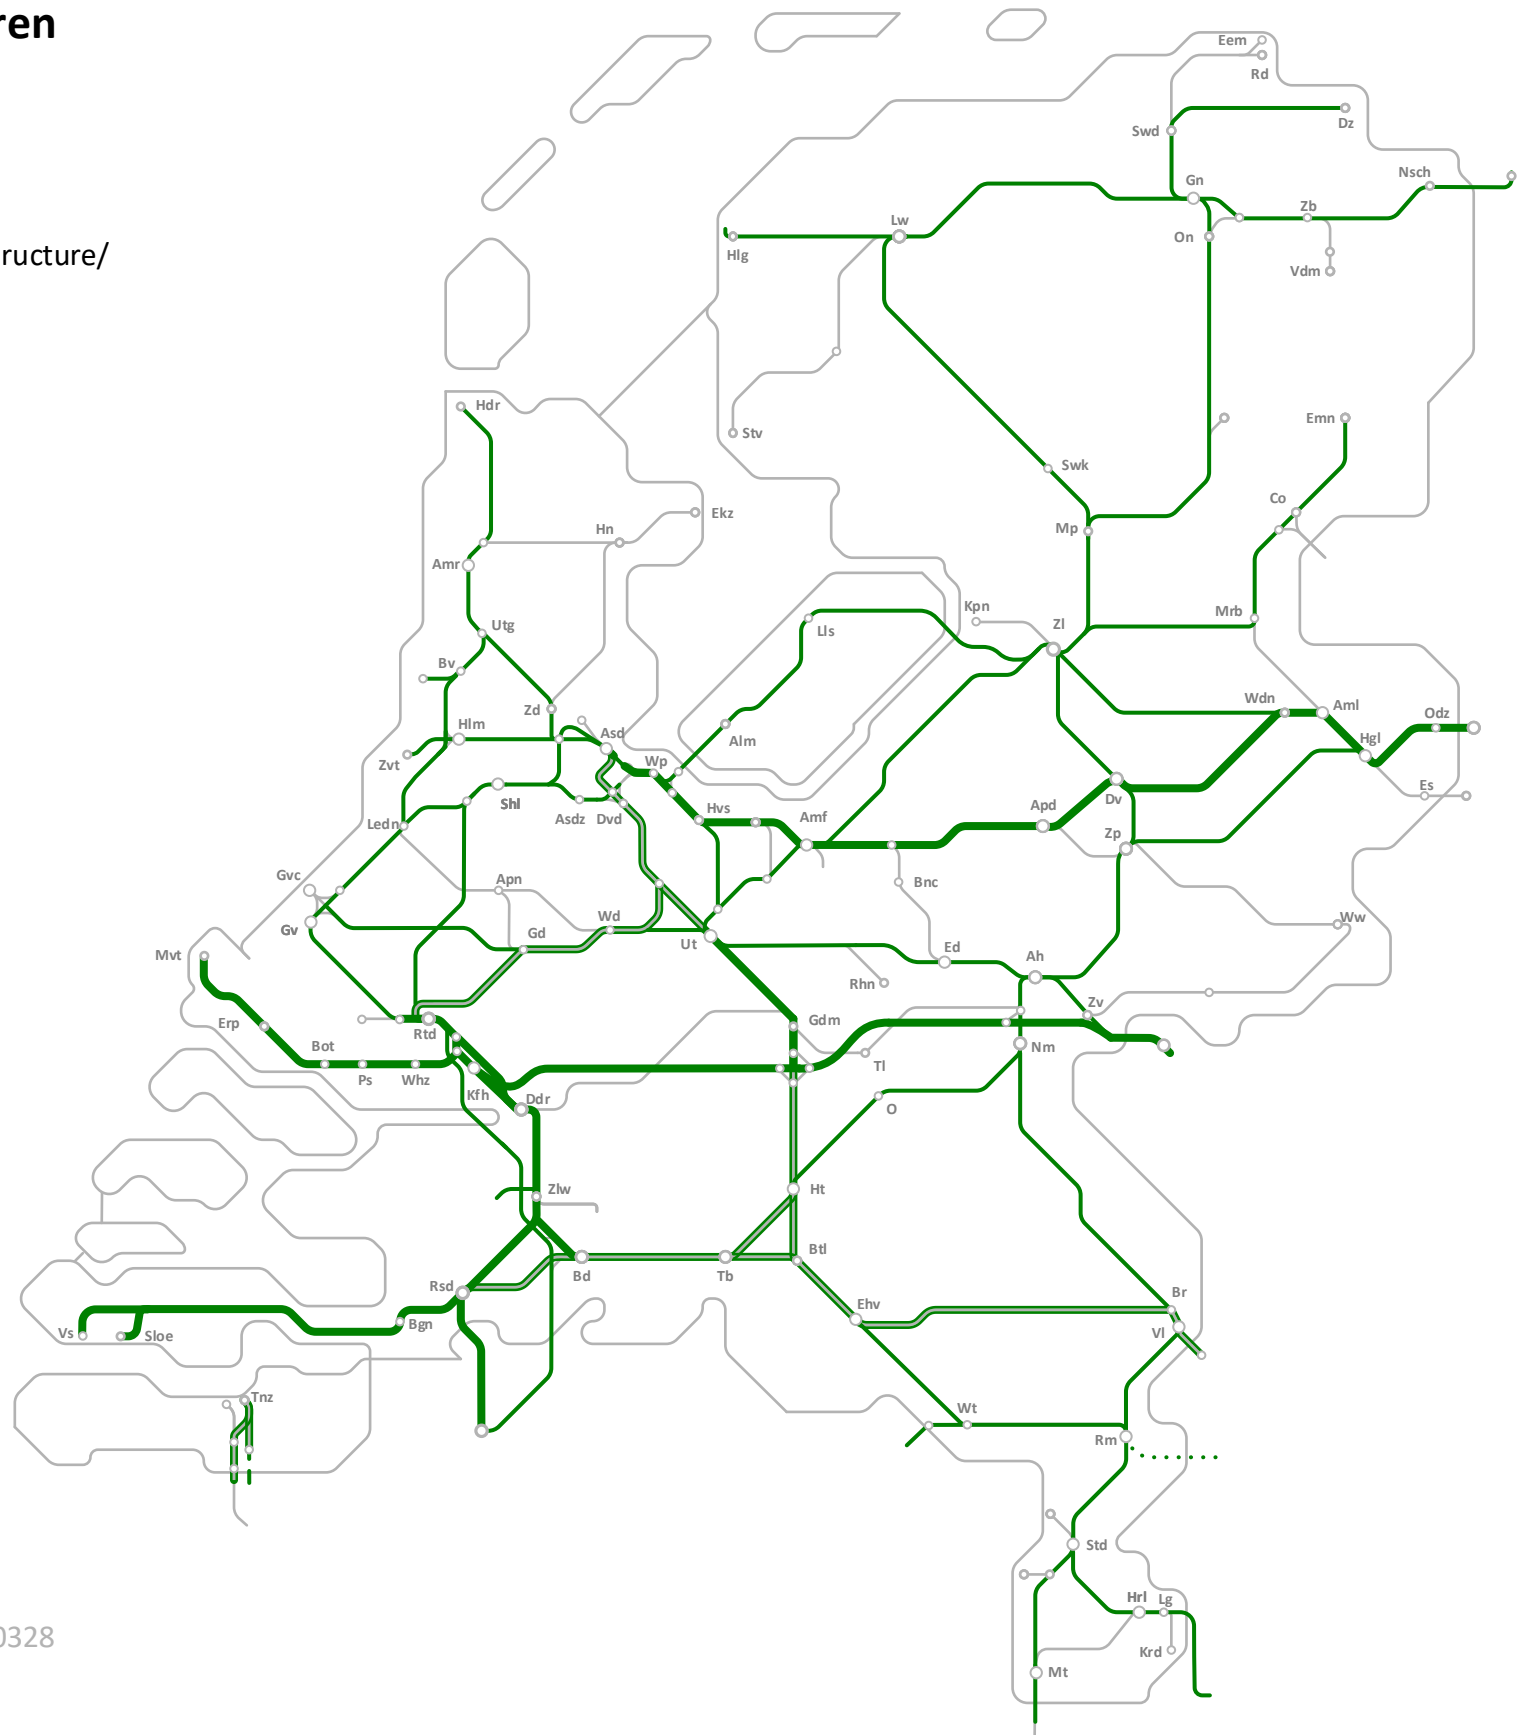 ren
Eem
Rd
Dz
Swd
Nsch
Gn
Zb
Lw
On
ructure/
Hlg
Vdm
Hdr
Emn
Stv
Swk
Co
Ekz
Hn
Mp
Amr
Kpn
Mrb
Utg
Zl
Lls
Bv
Wdn
Aml
Zd
Odz
Hlm
Asd
Alm
Hgl
Zvt
Wp
Es
Shl
Hvs
Apd
Dv
Asdz
Dvd
Amf
Ledn
Zp
Gvc
Apn
Bnc
Wd
Ww
Gv
Gd
Ut
Ed
Mvt
Ah
Rhn
Zv
Erp
Rtd
Gdm
Bot
Nm
Ps
Whz
Tl
Kfh
Ddr
O
Zlw
Ht
Btl
Rsd
Bd
Tb
Br
Ehv
Vs
Sloe
Bgn
Vl
Tnz
Wt
Rm
Std
Hrl
Lg
0328
Krd
Mt